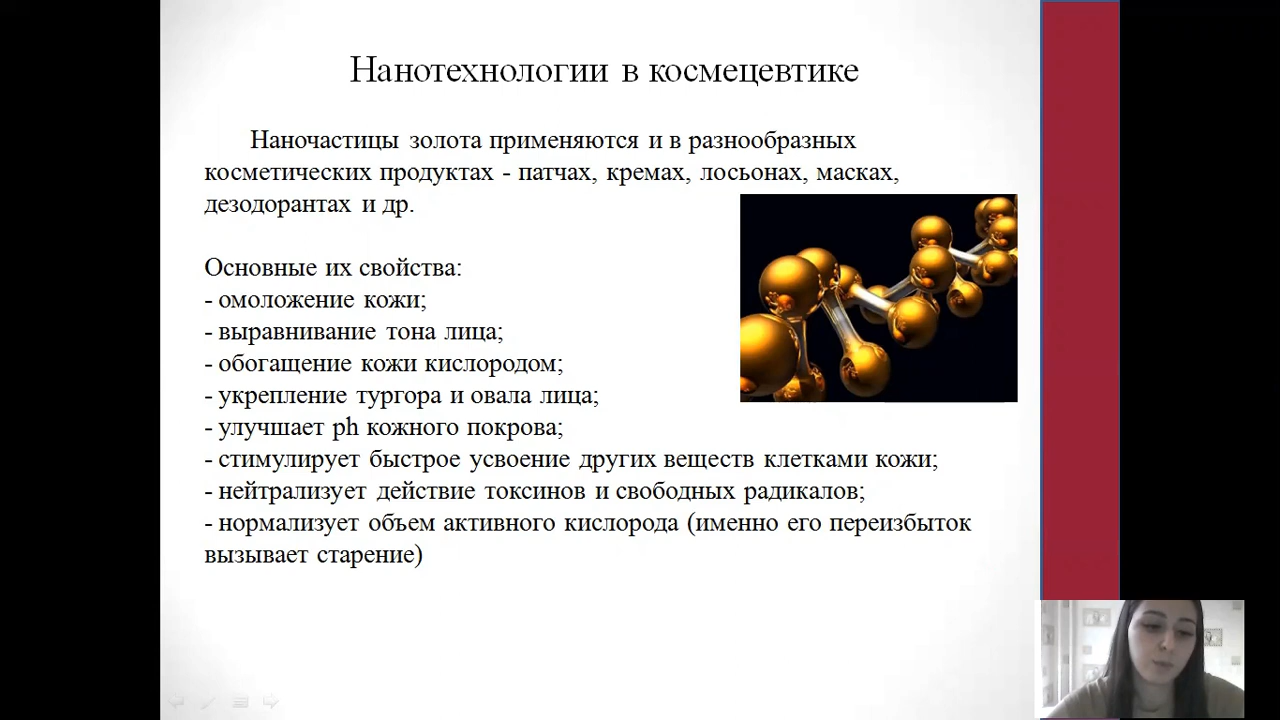 Нанотехнологии в космецевтике
Наночастицы золота применяются и в разнообразных
косметических продуктах - патчах, кремах, лосьонах, масках,
дезодорантах и др.
Основные их свойства:
- омоложение кожи;
- выравнивание тона лица;
- обогащение кожи кислородом;
- укрепление тургора и овала лица;
- улучшает ph кожного покрова;
- стимулирует быстрое усвоение других веществ клетками кожи;
- нейтрализует действие токсинов и свободных радикалов;
- нормализует объем активного кислорода (именно его переизбыток
вызывает старение)